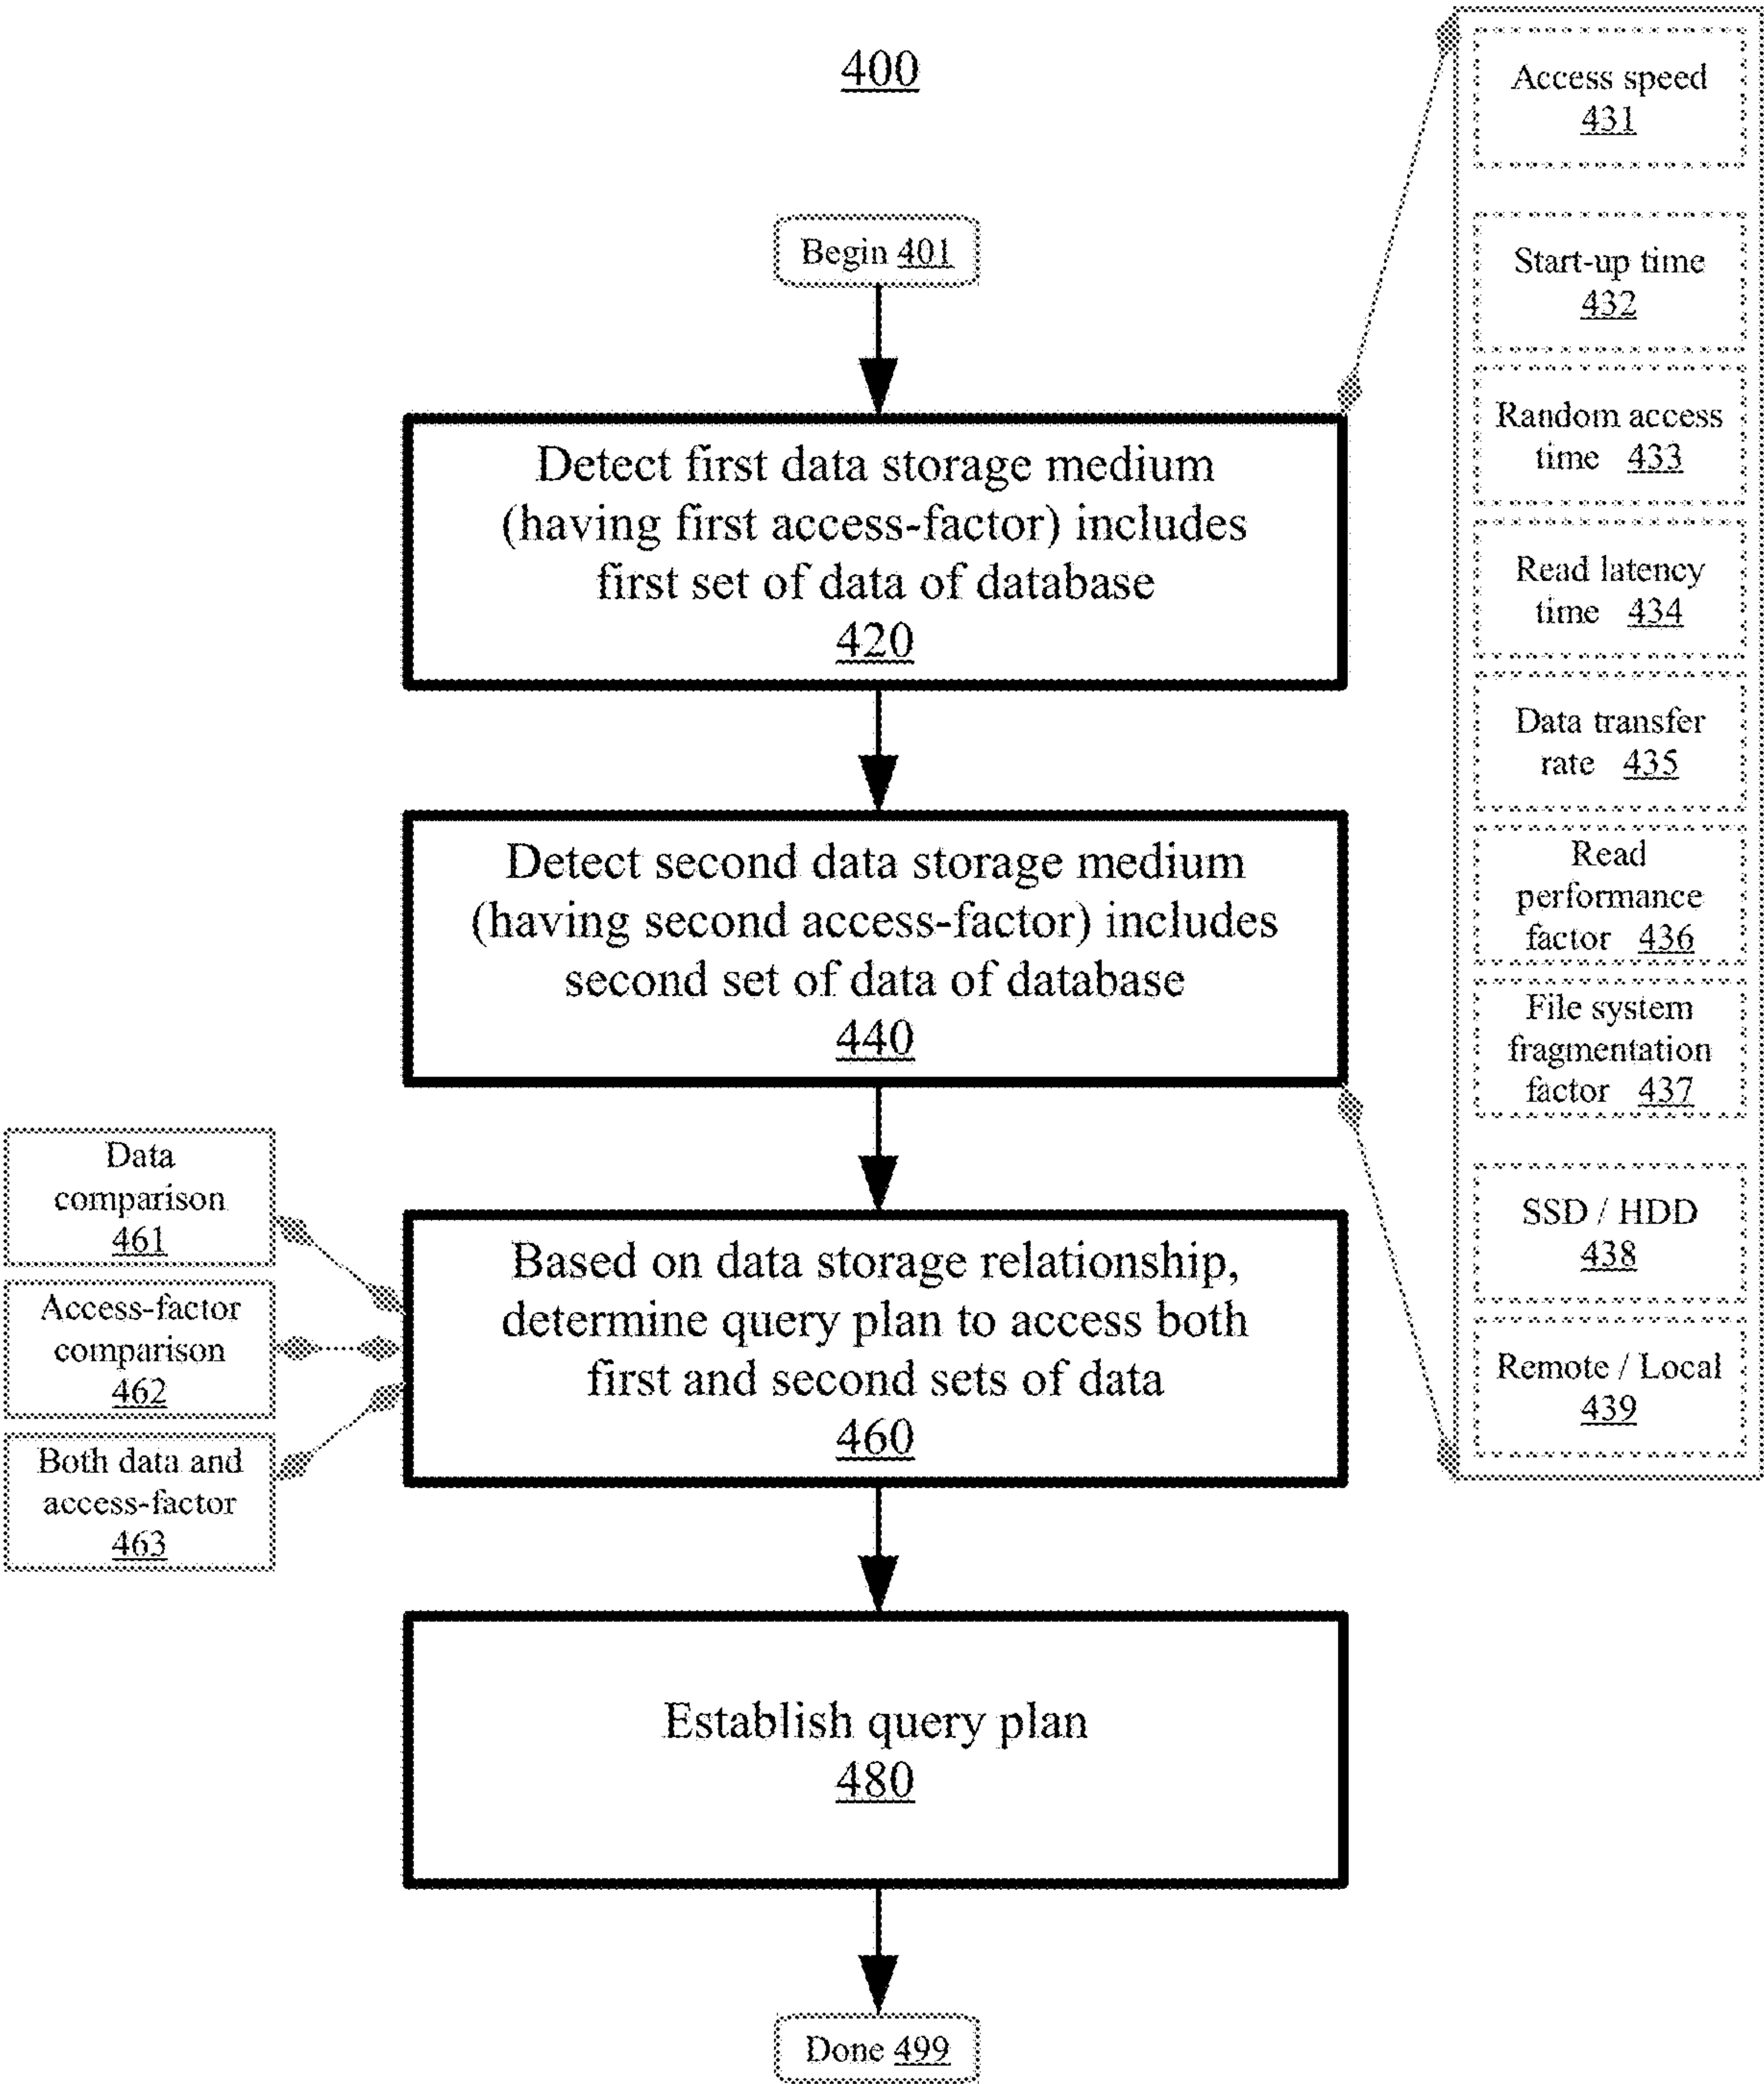 400
Begin 401
Detect first data storage medium
(having first access-factor) includes
first set of data of database
420
Detect second data storage medium
(having second access-factor) includes
second set of data of database
440
Based on data storage relationship,
determine query plan to access both
first and second sets of data
460
Establish query plan
480
Done 499
Data
comparison
461
Access-factor
comparison
462
Both data and
access-factor
463
Access speed
431
Start-up time
432
Random access
time 433
Read latency
time 434
Data transfer
rate 435
Read
performance
factor 436
File system
fragmentation
factor 437
SSD / HDD
438
Remote / Local
439